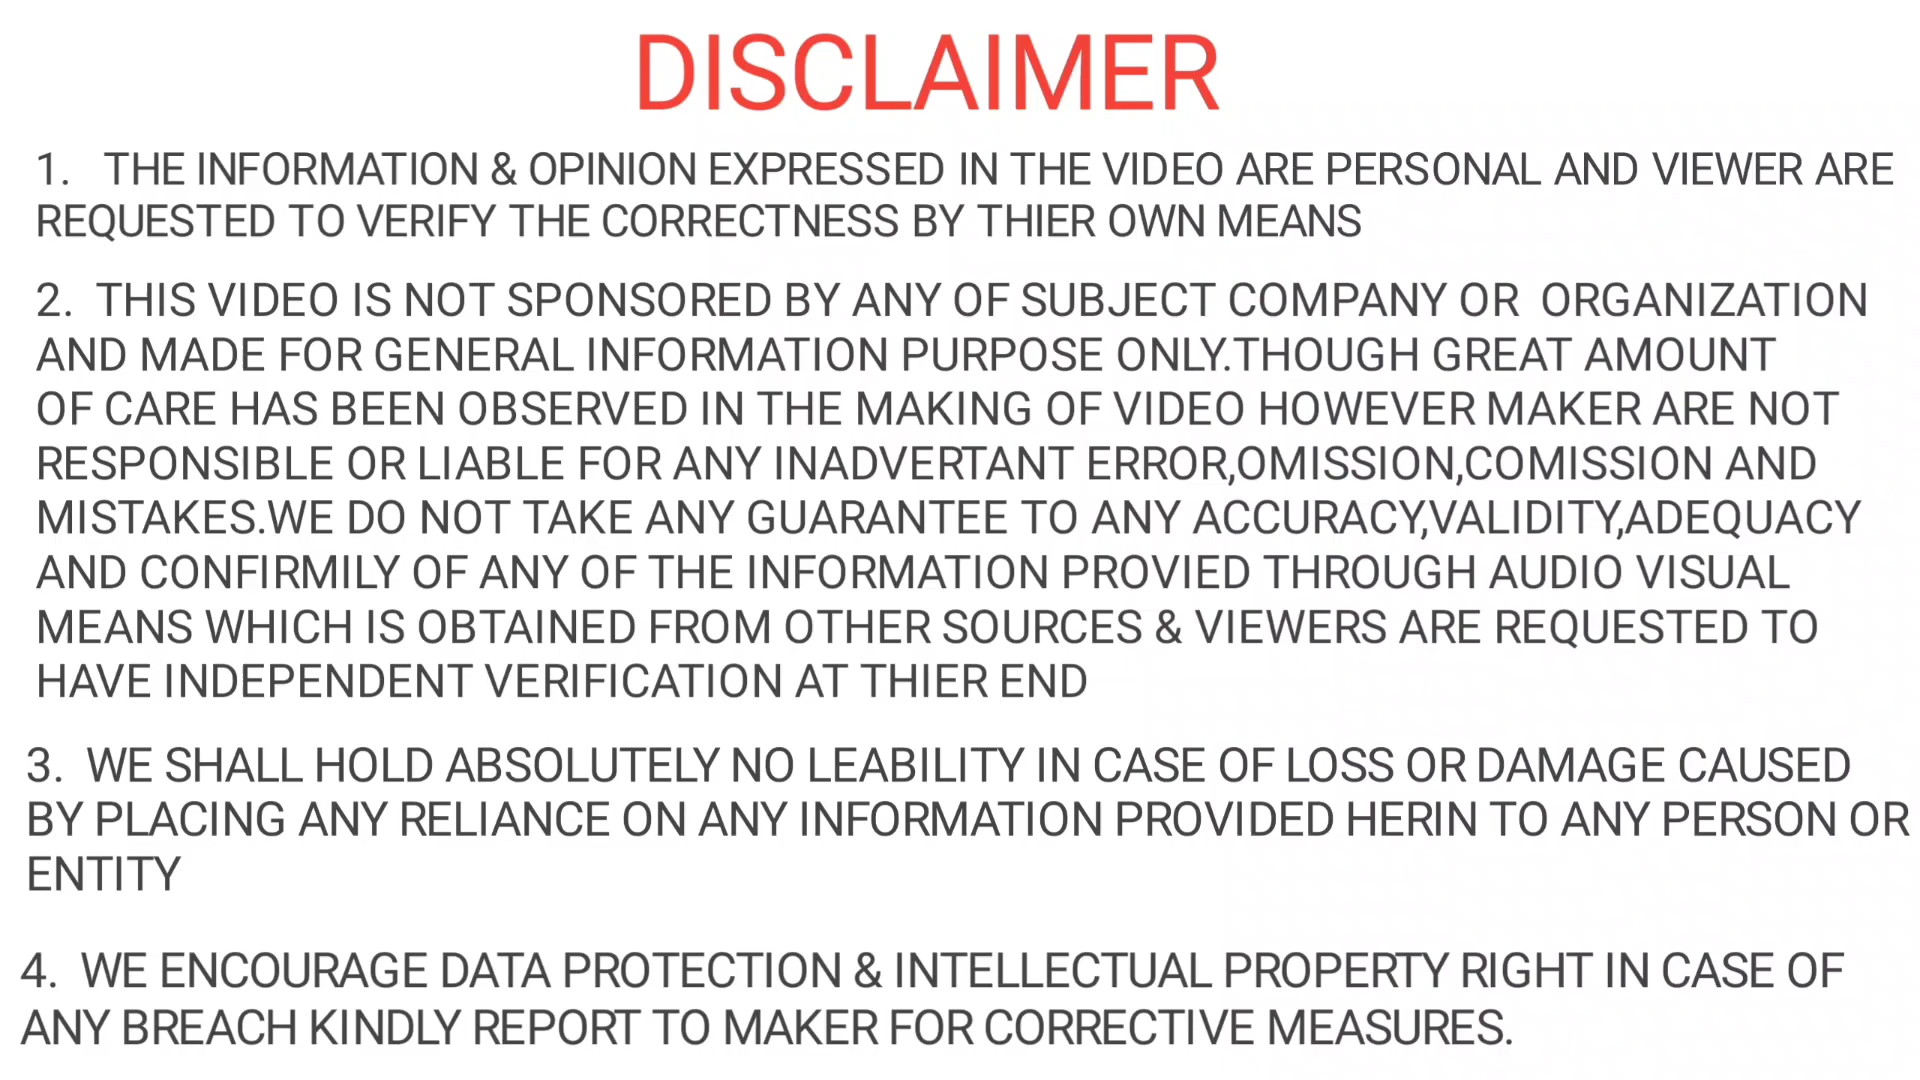 DISCLAIMER
1. THE INFORMATION & OPINION EXPRESSED IN THE VIDEO ARE PERSONAL AND VIEWER ARE
REQUESTED TO VERIFY THE CORRECTNESS BY THIER OWN MEANS
2. THIS VIDEO IS NOT SPONSORED BY ANY OF SUBJECT COMPANY OR ORGANIZATION
AND MADE FOR GENERAL INFORMATION PURPOSE ONLY.THOUGH GREAT AMOUNT
OF CARE HAS BEEN OBSERVED IN THE MAKING OF VIDEO HOWEVER MAKER ARE NOT
RESPONSIBLE OR LIABLE FOR ANY INADVERTANT ERROR,OMISSION,COMISSION AND
MISTAKES.WE DO NOT TAKE ANY GUARANTEE TO ANY ACCURACY,VALIDITY,ADEQUACY
AND CONFIRMILY OF ANY OF THE INFORMATION PROVIED THROUGH AUDIO VISUAL
MEANS WHICH IS OBTAINED FROM OTHER SOURCES & VIEWERS ARE REQUESTED TO
HAVE INDEPENDENT VERIFICATION AT THIER END
3. WE SHALL HOLD ABSOLUTELY NO LEABILITY IN CASE OF LOSS OR DAMAGE CAUSED
BY PLACING ANY RELIANCE ON ANY INFORMATION PROVIDED HERIN TO ANY PERSON OR
ENTITY
4. WE ENCOURAGE DATA PROTECTION & INTELLECTUAL PROPERTY RIGHT IN CASE OF
ANY BREACH KINDLY REPORT TO MAKER FOR CORRECTIVE MEASURES.